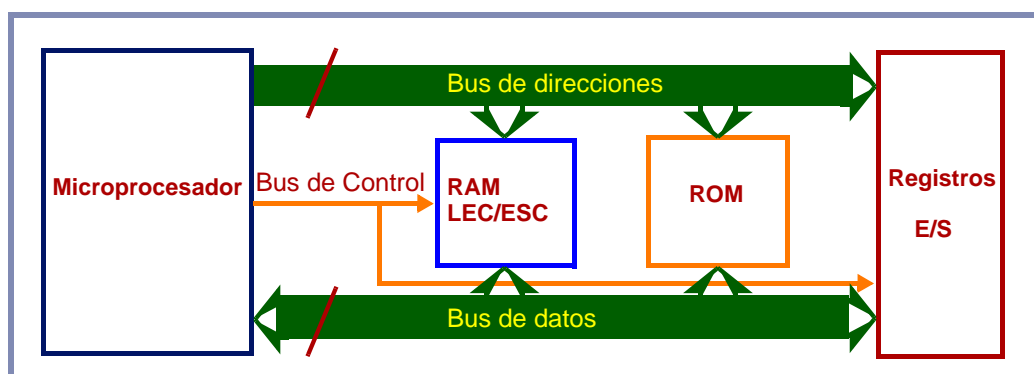 Bus de direcciones
Microprocesador
Bus de Control
RAM
LEC/ESC
ROM
Registros
E/S
Bus de datos